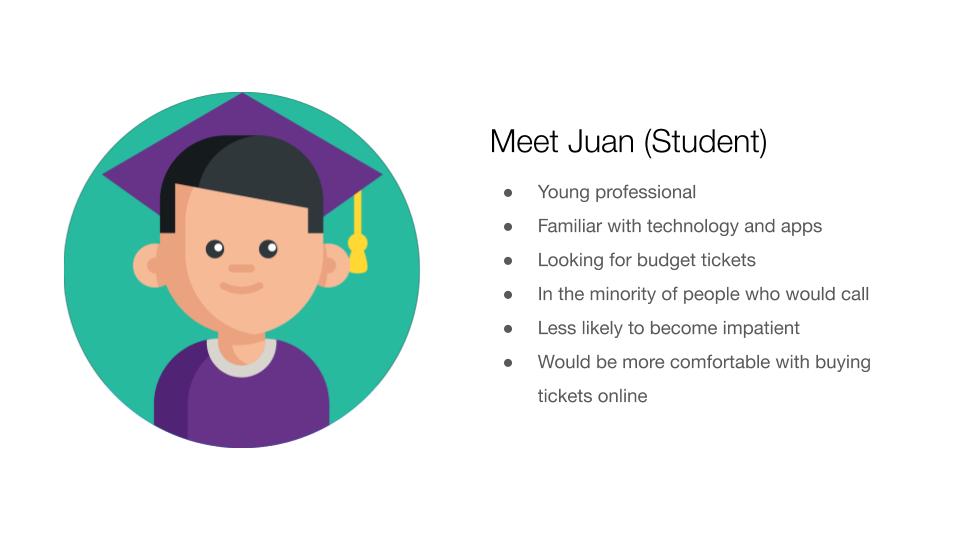 Meet Juan (Student)
● Young professional
● Familiar with technology and apps
● Looking for budget tickets
● In the minority of people who would call
● Less likely to become impatient
● Would be more comfortable with buying
tickets online